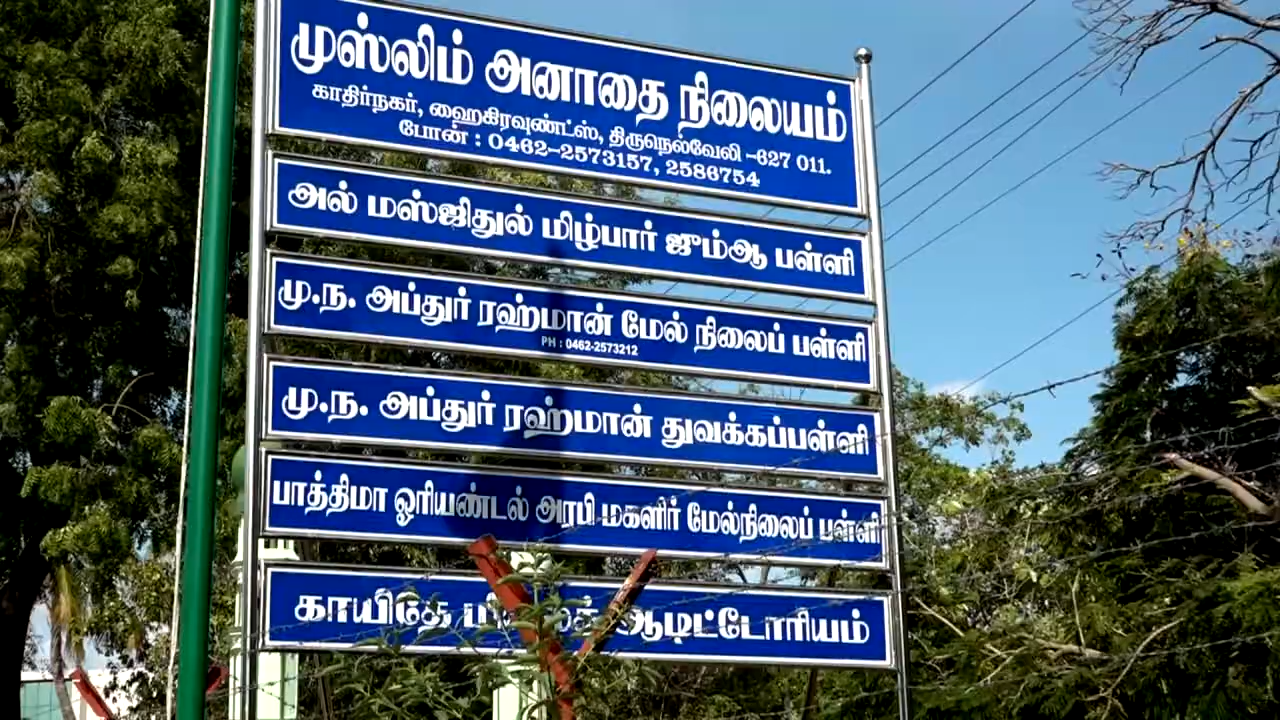 முஸ்லிம் அனாதை நிலையம்
காதிர்நகர், ஹைகிரவுண்ட்ஸ், திருநெல்வேலி -627 011.
போன் : 0462-2573157, 2586754
அல் மஸ்ஜிதுல் மிழ்பார் ஜும்ஆ பள்ளி
மு.ந. அப்துர் ரஹ்மான் மேல் நிலைப் பள்ளி
PH : 0462-2573212
மு.ந. அப்துர் ரஹ்மான் துவக்கப்பள்ளி
பாத்திமா ஓரியண்டல் அரபி மகளிர் மேல்நிலைப் பள்ளி
காயிதே ஆடிட்டோரியம்